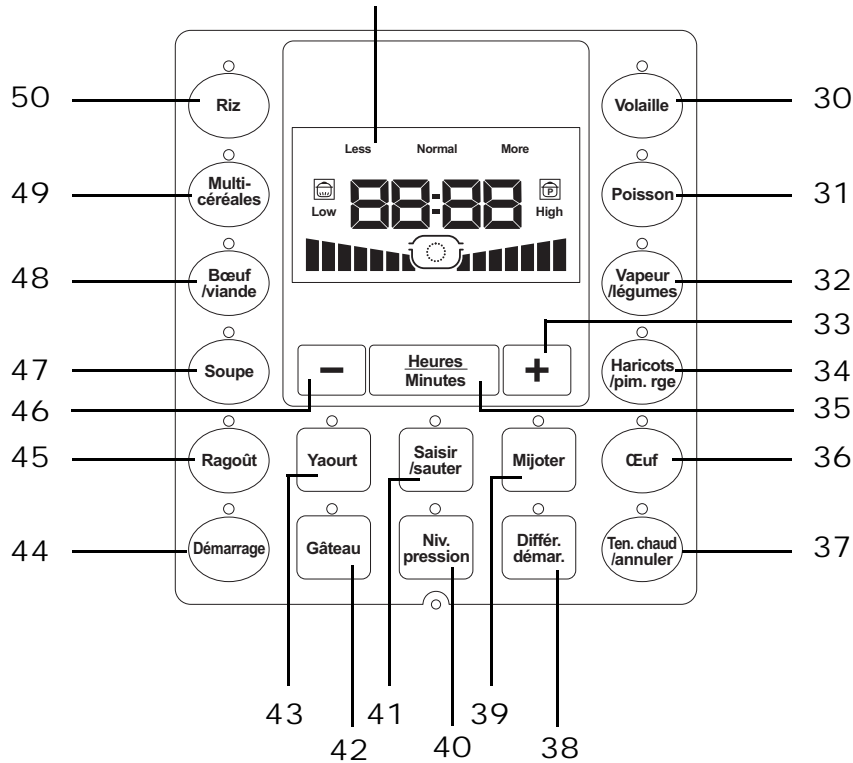 50
Riz
Volaille
30
Less Normal More
49
Multi-
céréales
Low
88:88
P
High
Poisson
31
48
Bœuf
/viande
Vapeur
/légumes
32
33
47
Soupe
−
Heures
Minutes
+
Haricots
/pim. rge
34
46
35
45
Ragoût
Yaourt
Saisir
/sauter
Mijoter
Œuf
36
44
Démarrage
Gâteau
Niv.
pression
Différ.
démar.
Ten. chaud
/annuler
37
43
41
39
42
40
38